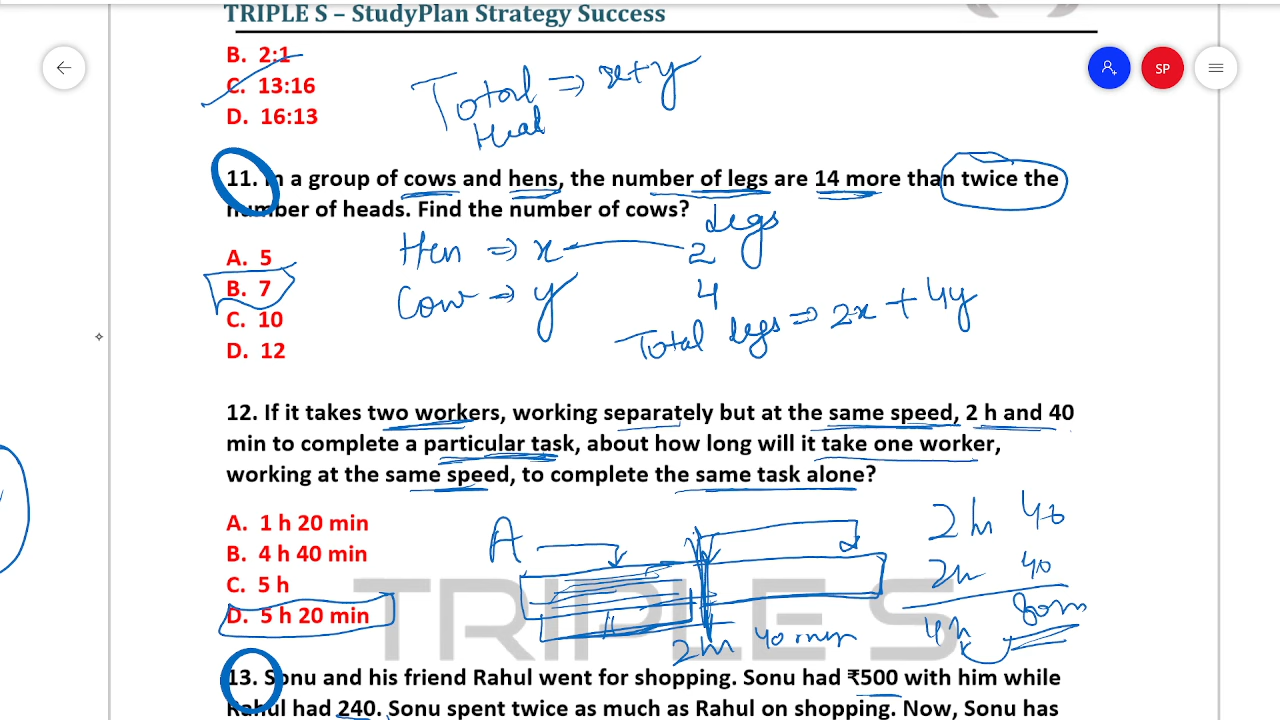 TRIPLE S – StudyPlan Strategy Success
B. 2:1
C. 13:16
D. 16:13
Total ⇒ x+y
Head
SP
11. In a group of cows and hens, the number of legs are 14 more than twice the
number of heads. Find the number of cows?
Legs
A. 5
Hen ⇒ x 2
B. 7
Cow ⇒ y 4
C. 10
Total legs ⇒ 2x + 4y
D. 12
12. If it takes two workers, working separately but at the same speed, 2 h and 40
min to complete a particular task, about how long will it take one worker,
working at the same speed, to complete the same task alone?
A. 1 h 20 min
A
2 hr 40
B. 4 h 40 min
2hr 40
C. 5 h
TRIPLE S
D. 5 h 20 min
4h 80m
2hr 40 min
13. Sonu and his friend Rahul went for shopping. Sonu had ₹500 with him while
Rahul had 240. Sonu spent twice as much as Rahul on shopping. Now, Sonu has